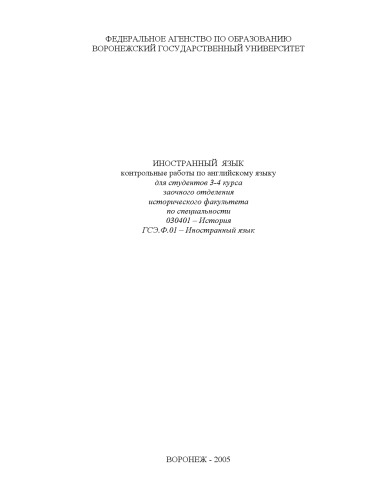 ФЕДЕРАЛЬНОЕ АГЕНСТВО ПО ОБРАЗОВАНИЮ
ВОРОНЕЖСКИЙ ГОСУДАРСТВЕННЫЙ УНИВЕРСИТЕТ
ИНОСТРАННЫЙ ЯЗЫК
контрольные работы по английскому языку
для студентов 3-4 курса
заочного отделения
исторического факультета
по специальности
030401 – История
ГСЭ.Ф.01 – Иностранный язык
ВОРОНЕЖ - 2005